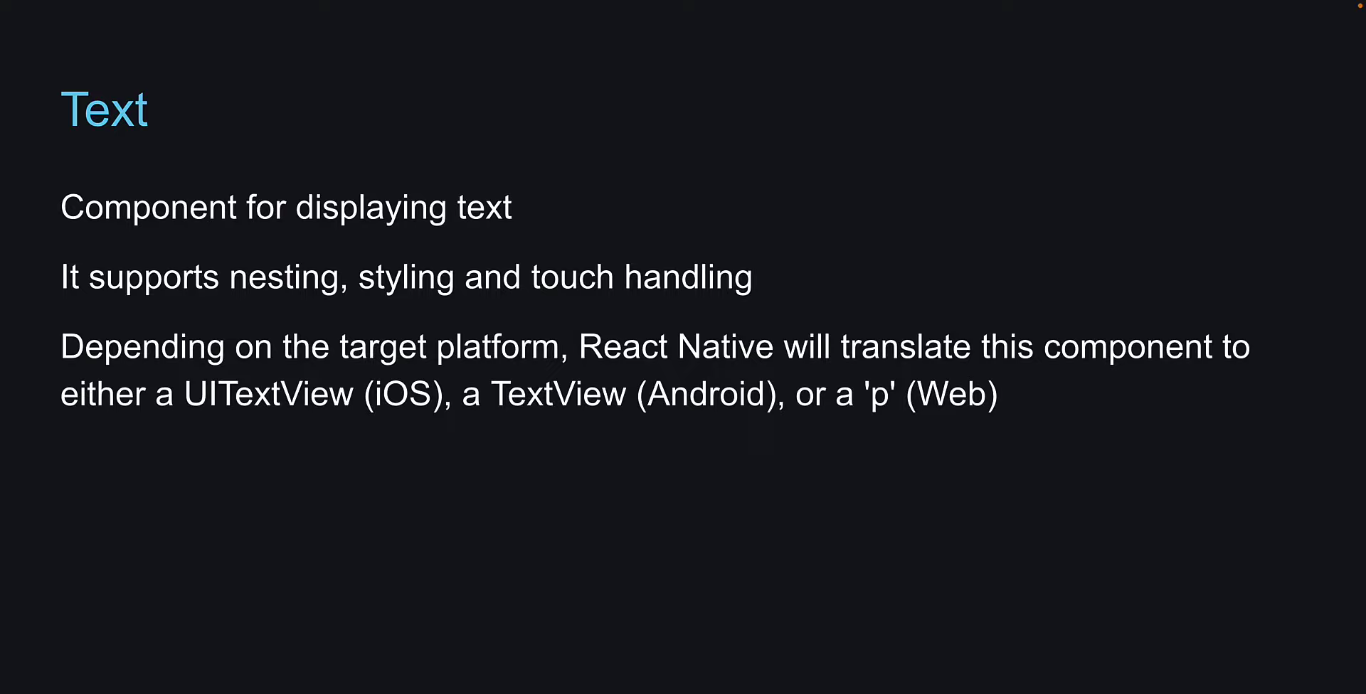 Text
Component for displaying text
It supports nesting, styling and touch handling
Depending on the target platform, React Native will translate this component to
either a UITextView (iOS), a TextView (Android), or a 'p' (Web)